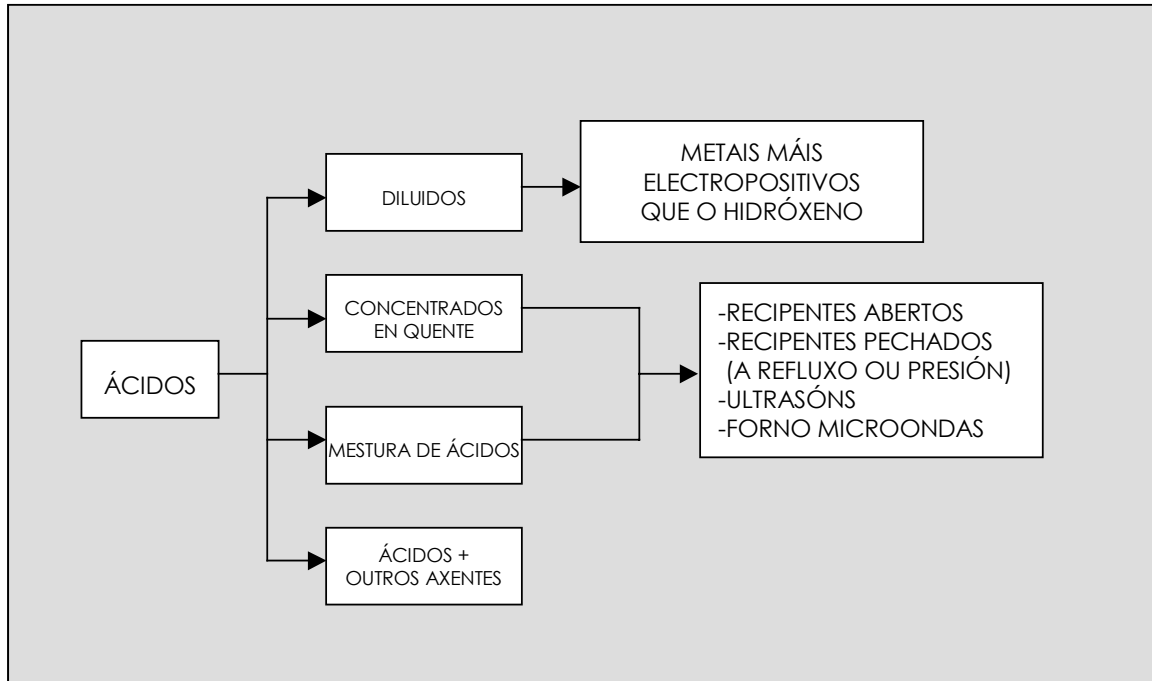 METAIS MÁIS
ELECTROPOSITIVOS
QUE O HIDRÓXENO
DILUIDOS
CONCENTRADOS
EN QUENTE
-RECIPENTES ABERTOS
-RECIPENTES PECHADOS
(A REFLUXO OU PRESIÓN)
-ULTRASÓNS
-FORNO MICROONDAS
ÁCIDOS
MESTURA DE ÁCIDOS
ÁCIDOS +
OUTROS AXENTES